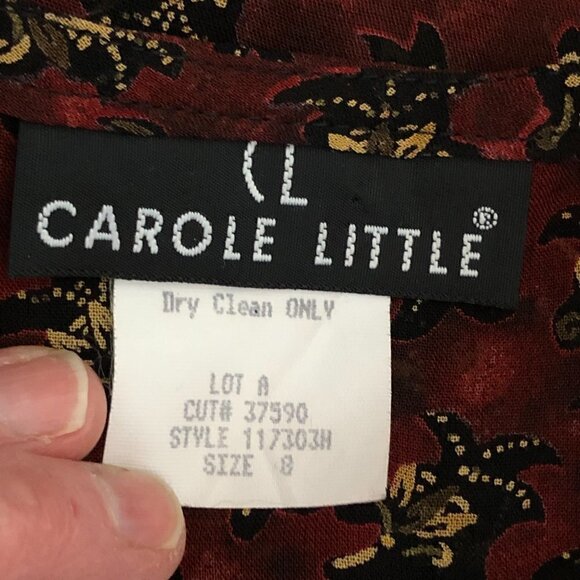 CL
CAROLE LITTLE®
Dry Clean ONLY
LOT A
CUT# 37590
STYLE 117303H
SIZE 8